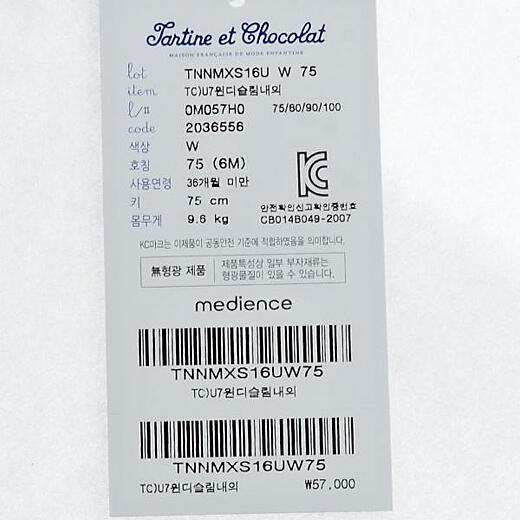 Tartine et Chocolat
MAISON FRANÇAISE DE MODE ENFANTINE
lot TNNMXS16U W 75
item TC)U7윈디슬림내의
l/# 0M057H0 75/80/90/100
code 2036556
색상 W
호칭 75 (6M)
사용연령 36개월 미만
키 75 cm
몸무게 9.6 kg
안전확인신고확인증번호
CB014B049-2007
KC마크는 이제품이 공통안전 기준에 적합하였음을 의미합니다.
無형광 제품 제품특성상 일부 부자재류는
형광물질이 있을 수 있습니다.
medience
TNNMXS16UW75
TC)U7윈디슬림내의
TNNMXS16UW75
TC)U7윈디슬림내의 ₩57,000